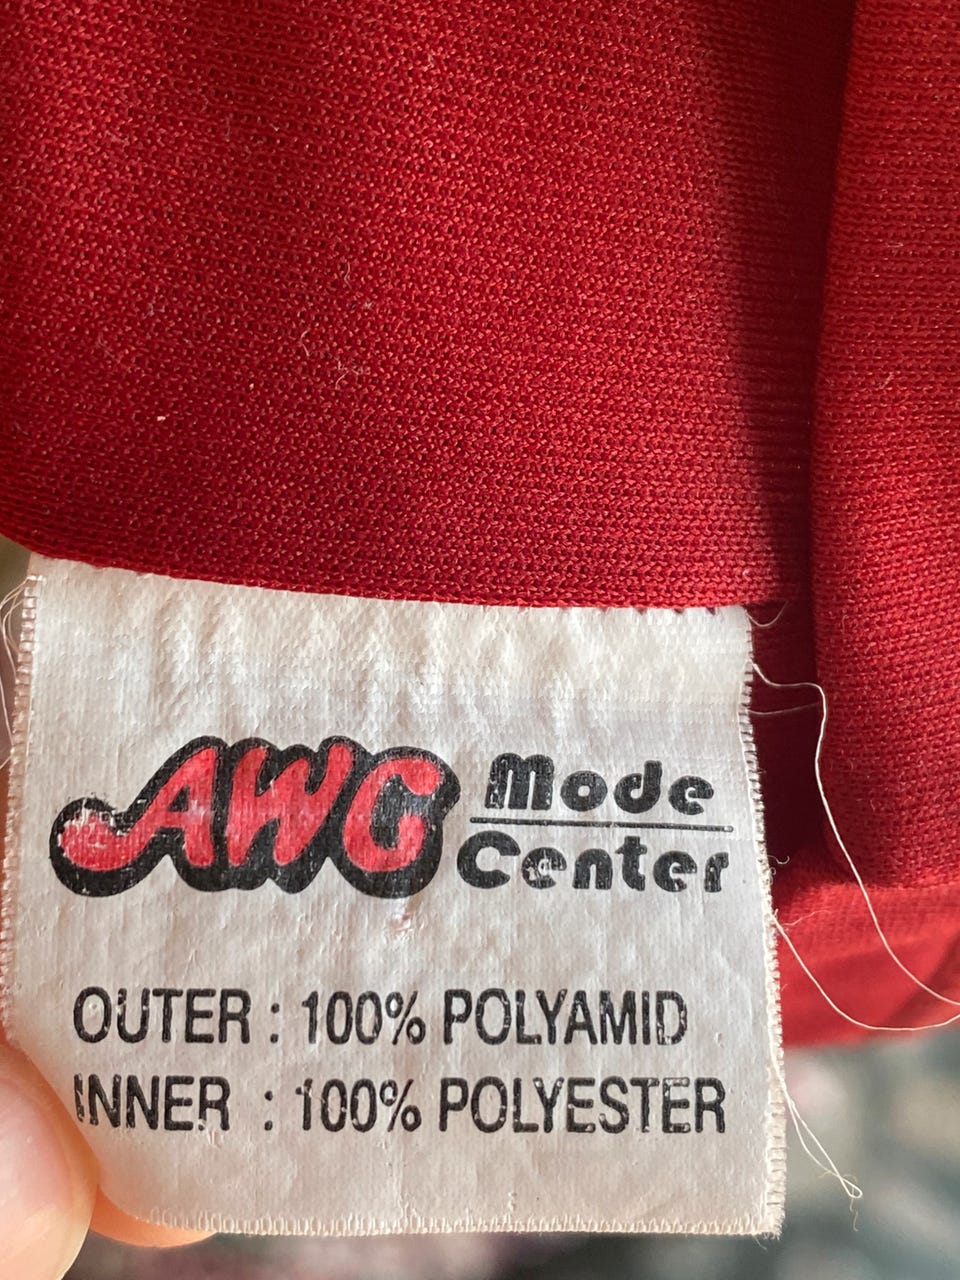 AWG Mode
Center
OUTER : 100% POLYAMID
INNER : 100% POLYESTER